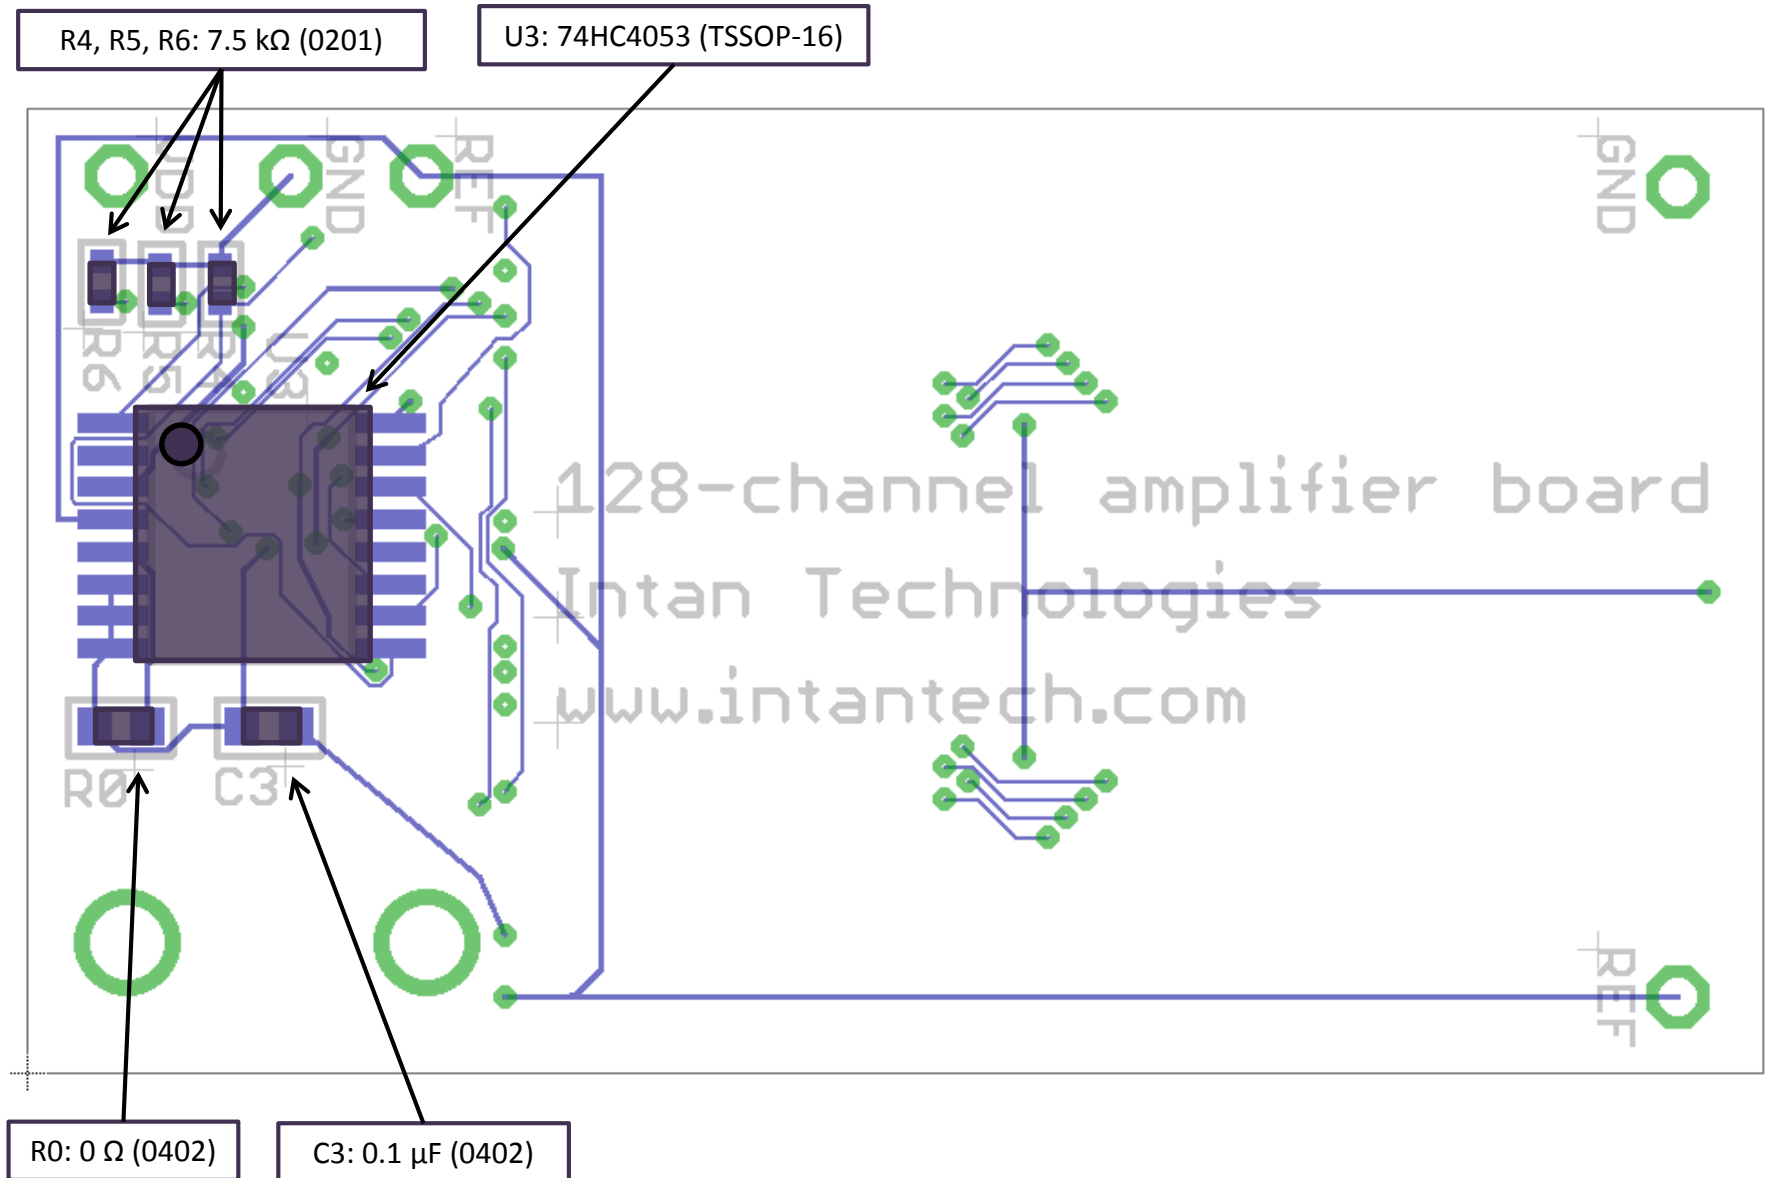 R4, R5, R6: 7.5 kΩ (0201)
U3: 74HC4053 (TSSOP-16)
VDD
GND
REF
GND
R6
R5
R4
U3
128-channel amplifier board
Intan Technologies
www.intantech.com
R0
C3
REF
R0: 0 Ω (0402)
C3: 0.1 µF (0402)